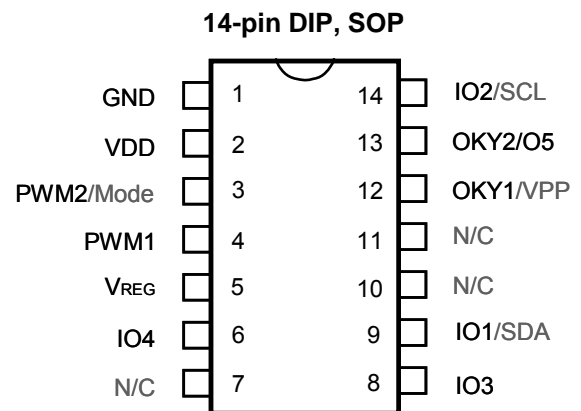 14-pin DIP, SOP
GND 1 14 IO2/SCL
VDD 2 13 OKY2/O5
PWM2/Mode 3 12 OKY1/VPP
PWM1 4 11 N/C
VREG 5 10 N/C
IO4 6 9 IO1/SDA
N/C 7 8 IO3